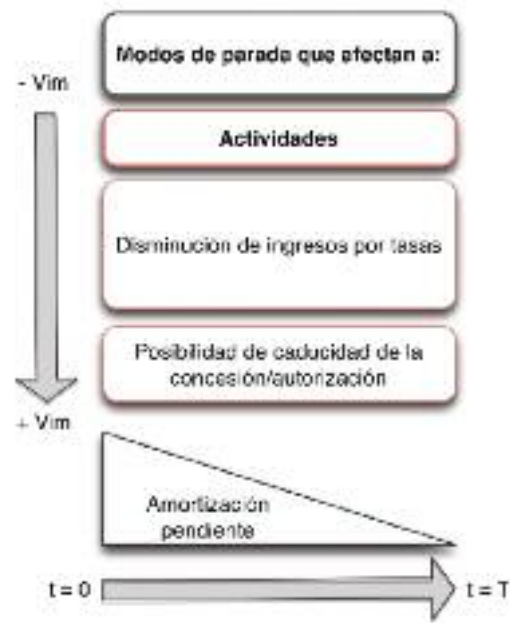 Modos de parada que afectan a:
- Vim
Actividades
Disminución de ingresos por tasas
Posibilidad de caducidad de la
concesión/autorización
+ Vim
Amortización
pendiente
t = 0
t = T